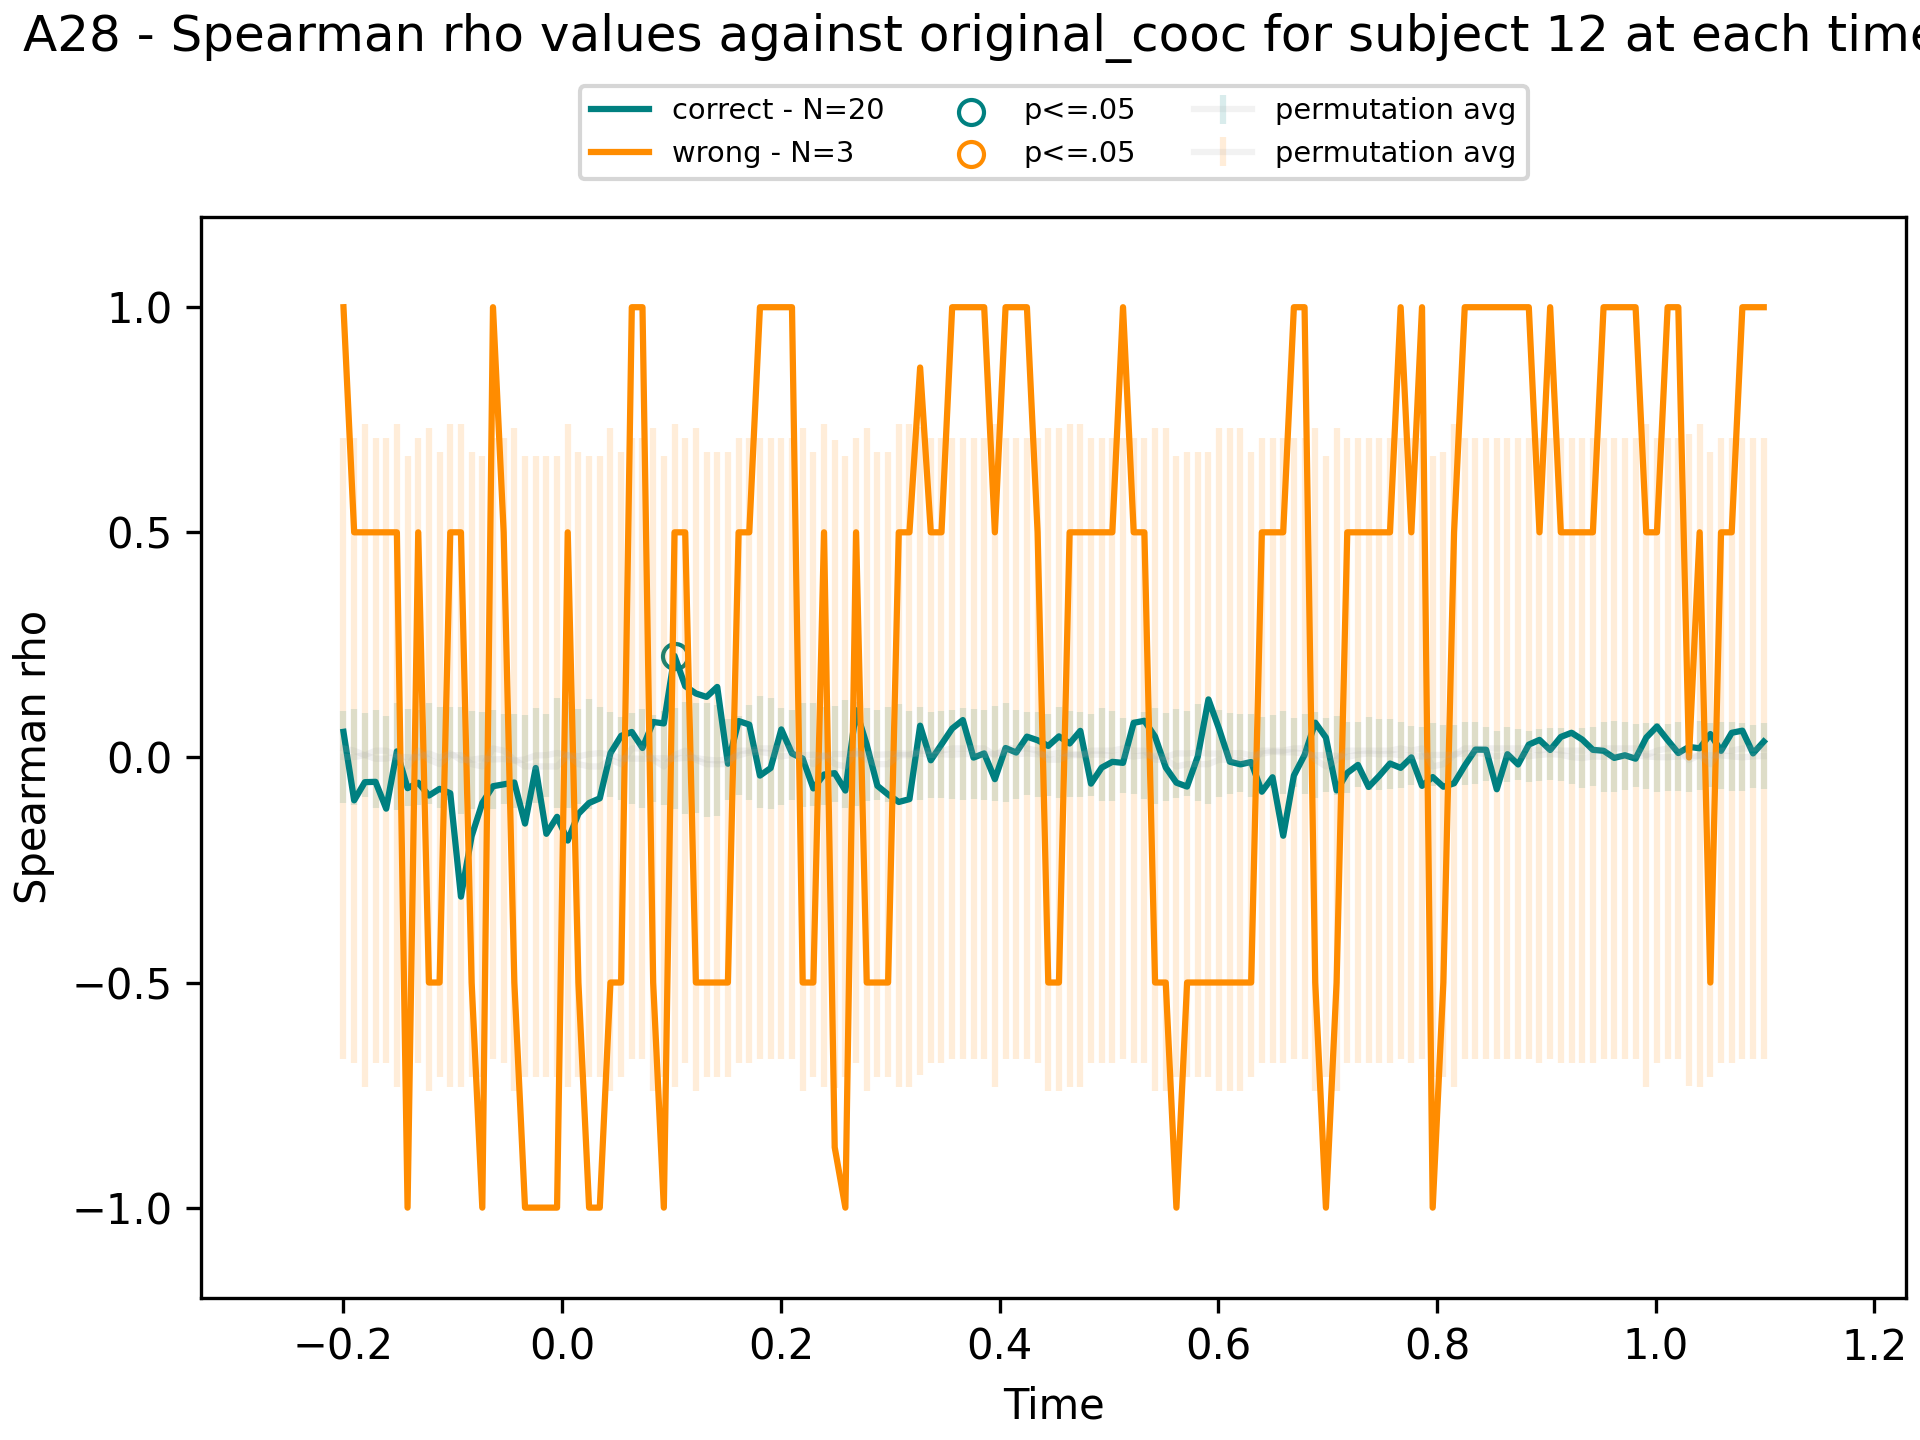 A28 - Spearman rho values against original_cooc for subject 12 at each time
correct - N=20 p<=.05 permutation avg
wrong - N=3 p<=.05 permutation avg
1.0
0.5
0.0
−0.5
−1.0
Spearman rho
−0.2 0.0 0.2 0.4 0.6 0.8 1.0 1.2
Time